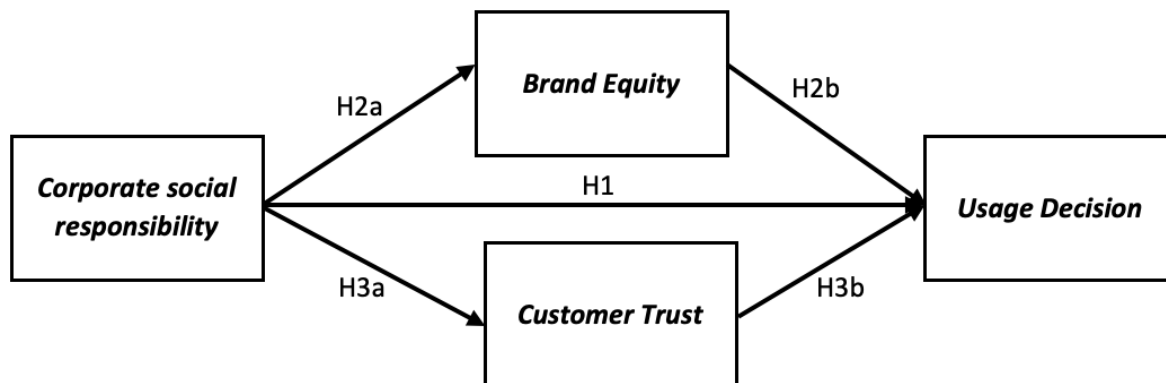 Brand Equity
H2a
H2b
Corporate social
responsibility
H1
Usage Decision
H3a
H3b
Customer Trust